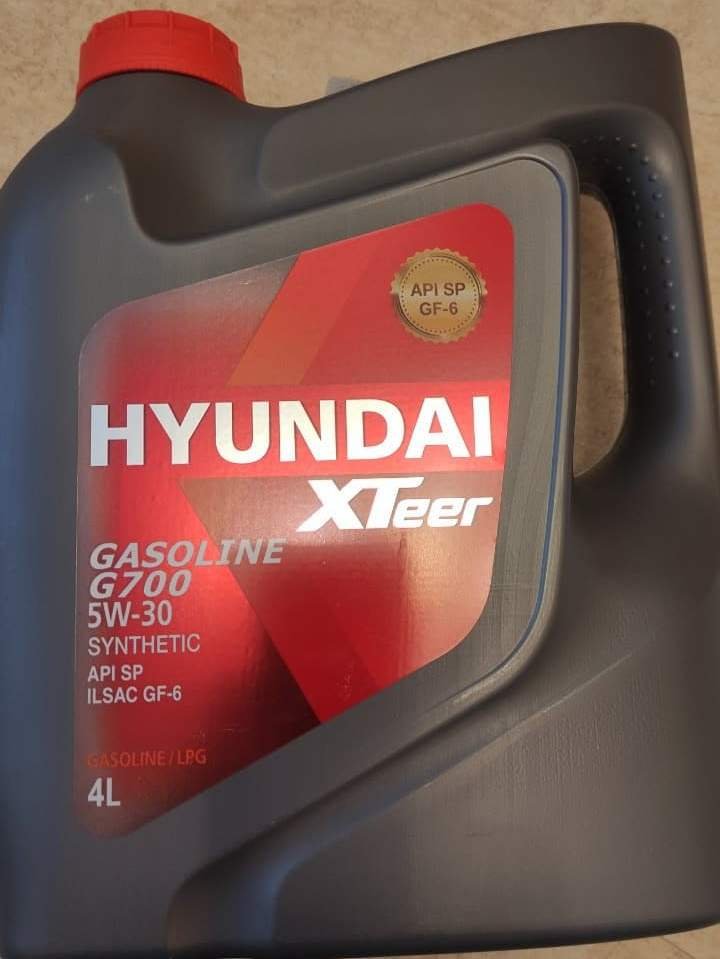 API SP
GF-6
HYUNDAI
XTeer
GASOLINE
G700
5W-30
SYNTHETIC
API SP
ILSAC GF-6
GASOLINE/LPG
4L